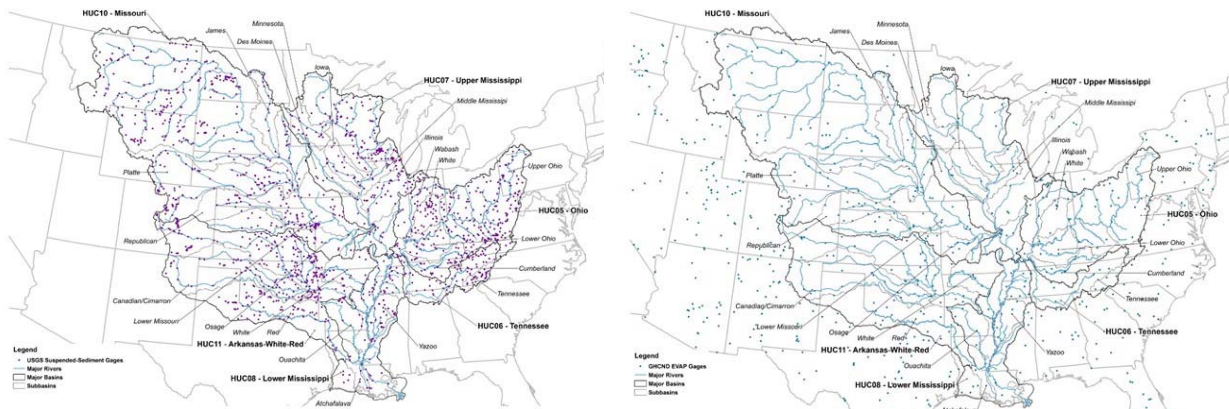 HUC10 - Missouri
Minnesota
James
Des Moines
Iowa
HUC07 - Upper Mississippi
Middle Mississipi
Illinois
Wabash
White
Upper Ohio
Platte
HUC05 - Ohio
Republican
Lower Ohio
Cumberland
Canadian/Cimarron
Tennessee
Lower Missouri
Osage
White
Red
HUC06 - Tennessee
HUC11 - Arkansas-White-Red
Yazoo
Ouachita
HUC08 - Lower Mississippi
Atchafalaya
Legend
USGS Suspended-Sediment Gages
Major Rivers
Major Basins
Subbasins
HUC10 - Missouri
Minnesota
James
Des Moines
Iowa
HUC07 - Upper Mississippi
Middle Mississippi
Illinois
Wabash
White
Upper Ohio
Platte
HUC05 - Ohio
Republican
Lower Ohio
Cumberland
Canadiag/Cimarron
Tennessee
Lower Missouri
Osage
White
Red
HUC06 - Tennessee
HUC11 - Arkansas-White-Red
Yazoo
Ouachita
HUC08 - Lower Mississippi
Legend
GHCND EVAP Gages
Major Rivers
Major Basins
Subbasins